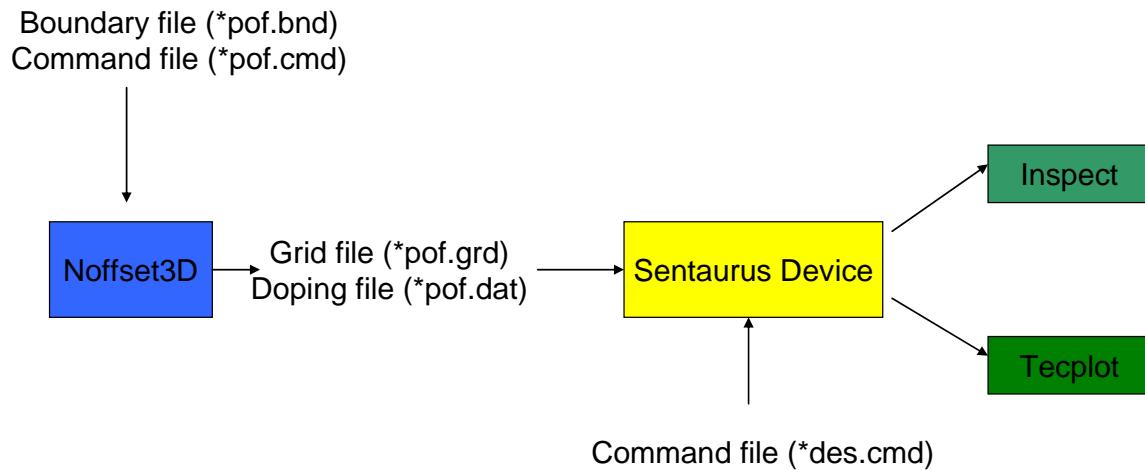 Boundary file (*pof.bnd)
Command file (*pof.cmd)
Inspect
Noffset3D
Grid file (*pof.grd)
Doping file (*pof.dat)
Sentaurus Device
Tecplot
Command file (*des.cmd)